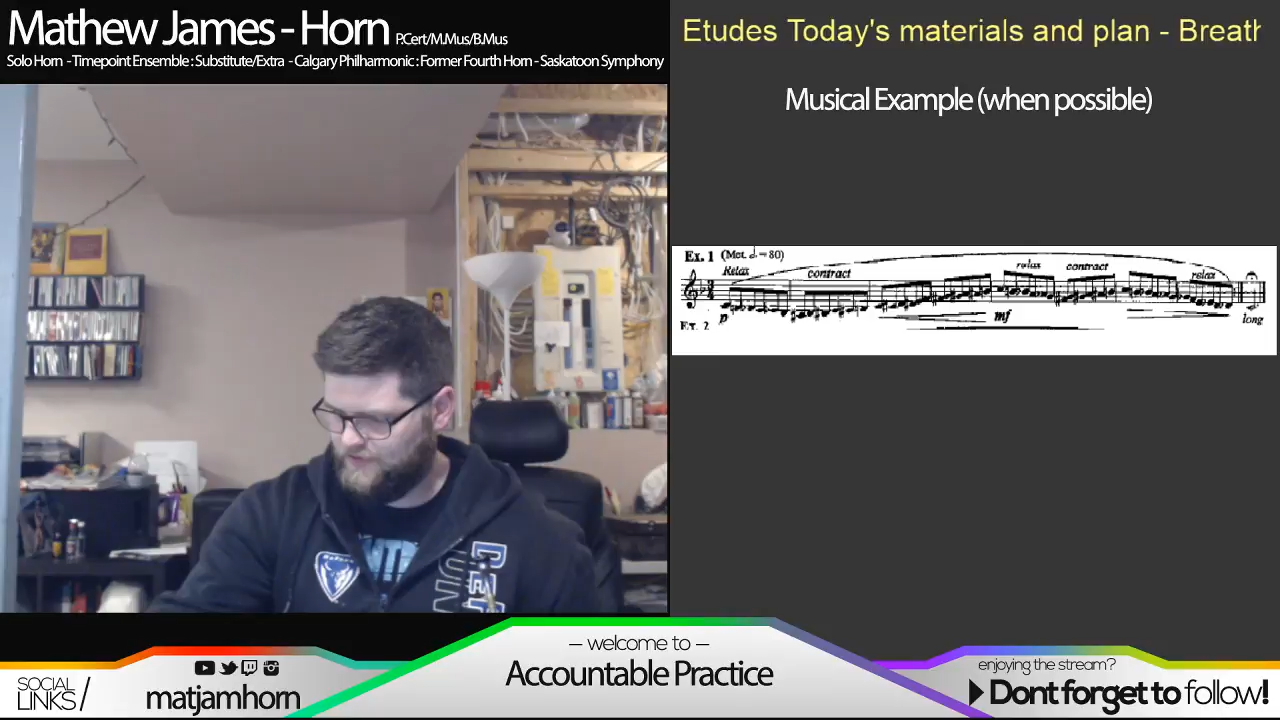 Mathew James - Horn P.Cert/M.Mus/B.Mus
Solo Horn - Timepoint Ensemble : Substitute/Extra - Calgary Philharmonic : Former Fourth Horn - Saskatoon Symphony
Etudes Today's materials and plan - Breath
Musical Example (when possible)
Ex. 1 (Met. = 80)
Relax contract relax contract relax
p mf long
Ex. 2
SOCIAL LINKS/
matjamhorn
– welcome to –
Accountable Practice
enjoying the stream?
Dont forget to follow!